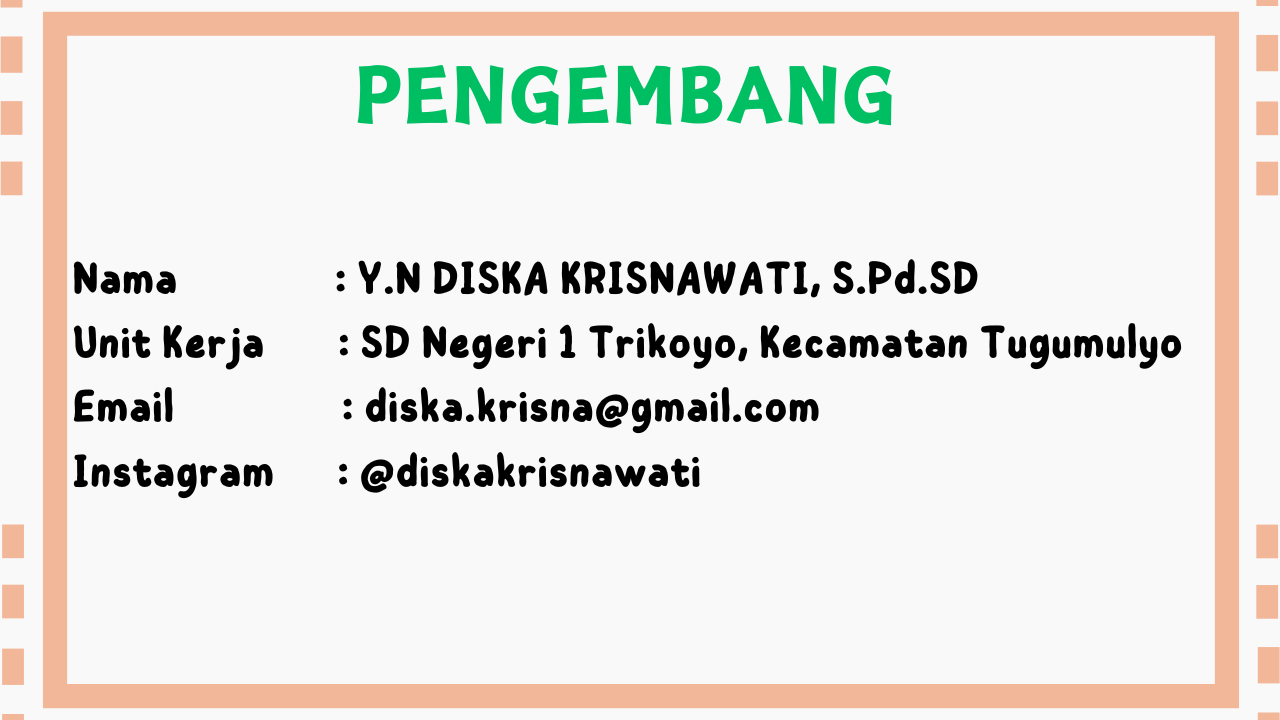 PENGEMBANG
Nama : Y.N DISKA KRISNAWATI, S.Pd.SD
Unit Kerja : SD Negeri 1 Trikoyo, Kecamatan Tugumulyo
Email : diska.krisna@gmail.com
Instagram : @diskakrisnawati